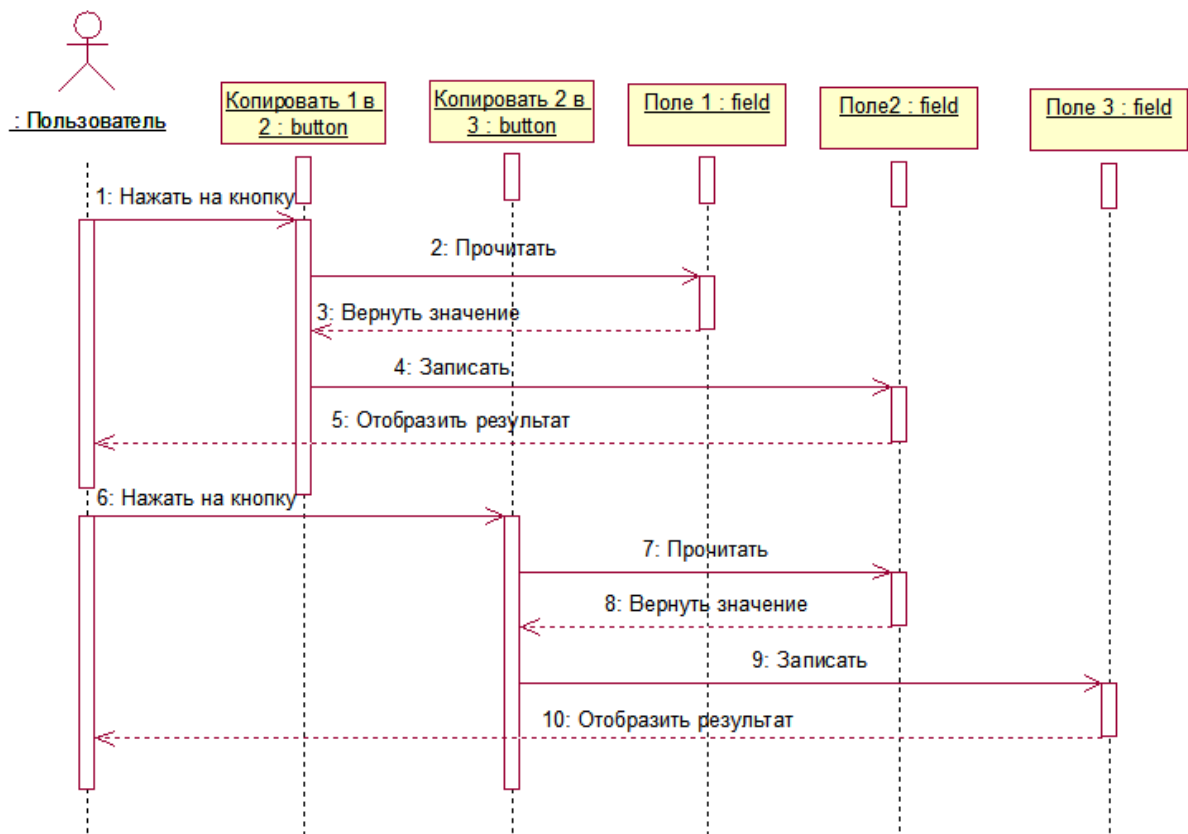 : Пользователь
Копировать 1 в
2 : button
Копировать 2 в
3 : button
Поле 1 : field
Поле2 : field
Поле 3 : field
1: Нажать на кнопку
2: Прочитать
3: Вернуть значение
4: Записать
5: Отобразить результат
6: Нажать на кнопку
7: Прочитать
8: Вернуть значение
9: Записать
10: Отобразить результат